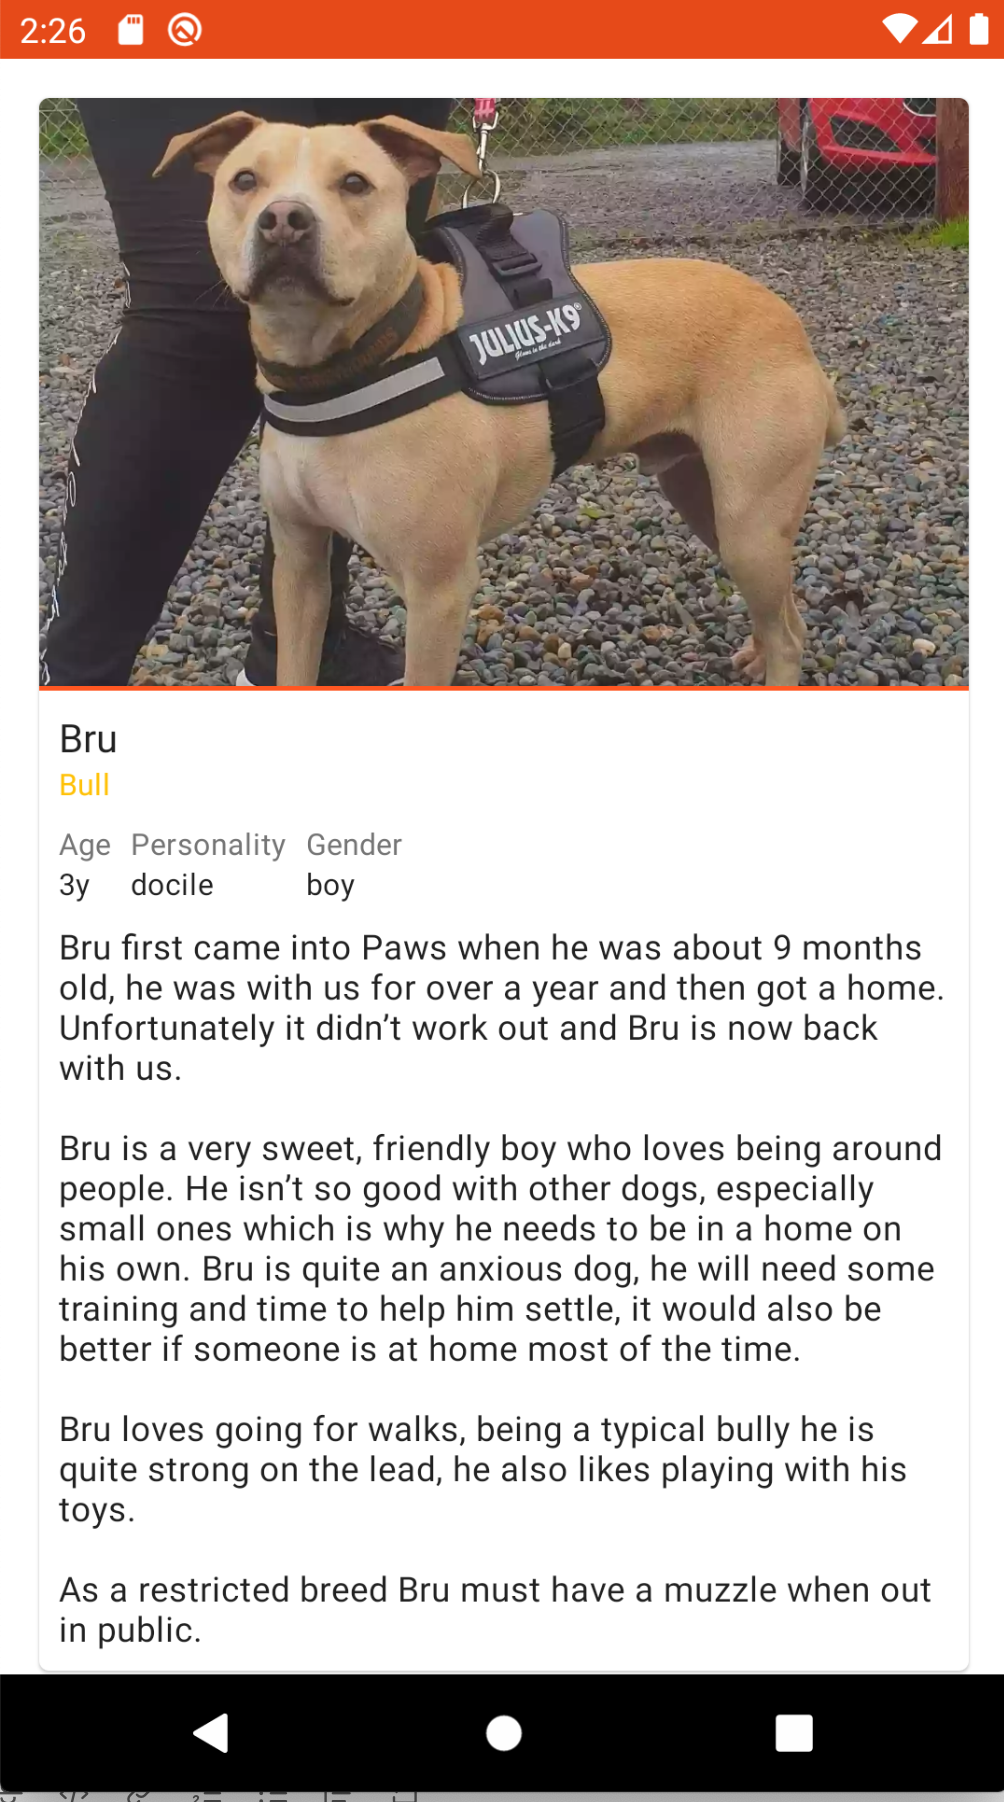 2:26
JULIUS-K9®
Bru
Bull
Age Personality Gender
3y docile boy
Bru first came into Paws when he was about 9 months
old, he was with us for over a year and then got a home.
Unfortunately it didn’t work out and Bru is now back
with us.
Bru is a very sweet, friendly boy who loves being around
people. He isn’t so good with other dogs, especially
small ones which is why he needs to be in a home on
his own. Bru is quite an anxious dog, he will need some
training and time to help him settle, it would also be
better if someone is at home most of the time.
Bru loves going for walks, being a typical bully he is
quite strong on the lead, he also likes playing with his
toys.
As a restricted breed Bru must have a muzzle when out
in public.